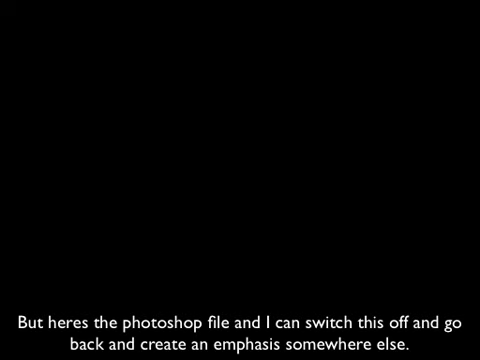 But heres the photoshop file and I can switch this off and go
back and create an emphasis somewhere else.